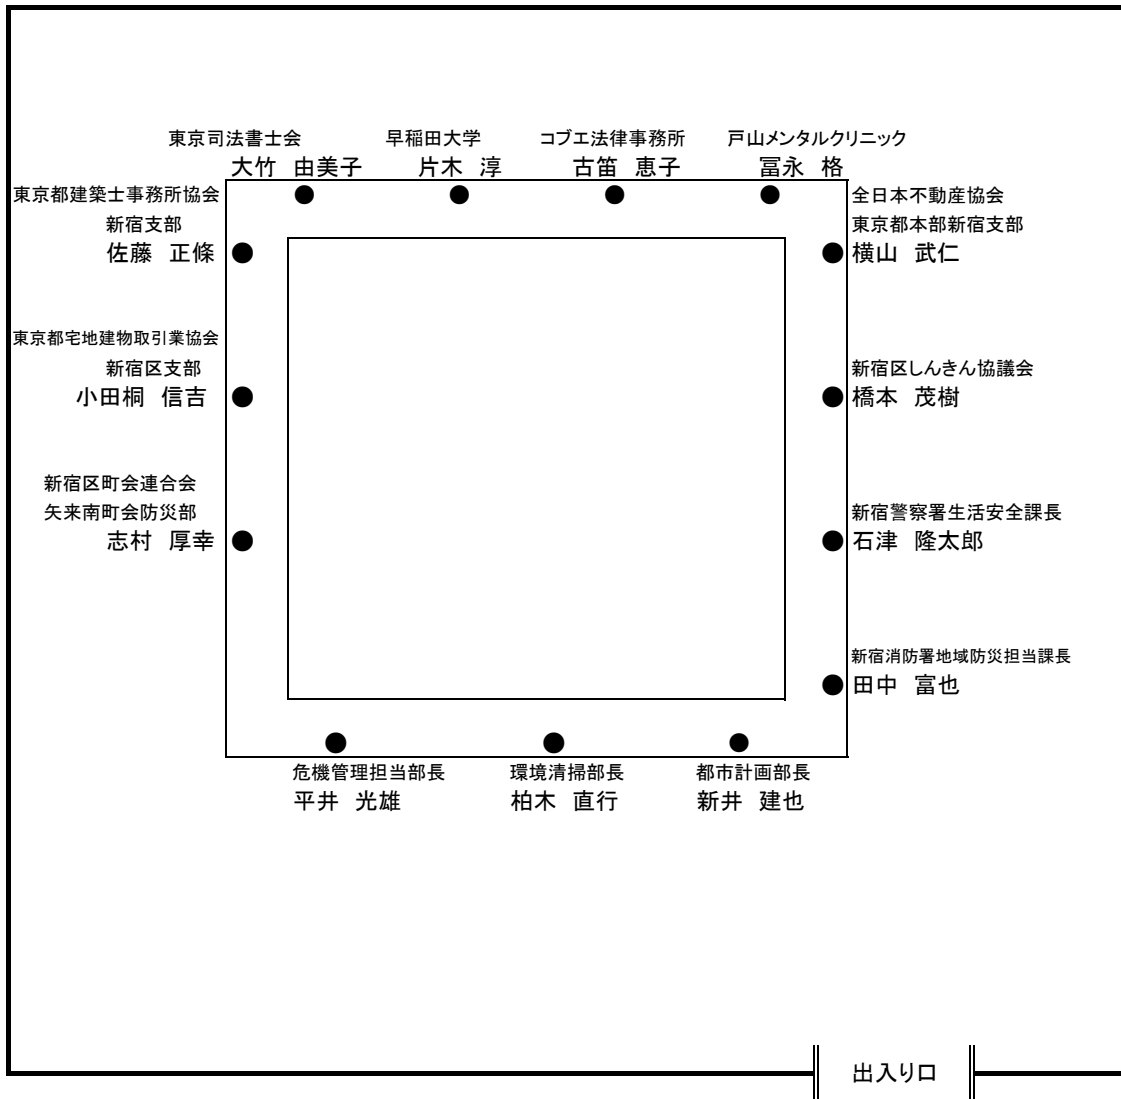 東京司法書士会
大竹 由美子
早稲田大学
片木 淳
コブエ法律事務所
古笛 恵子
戸山メンタルクリニック
冨永 格
東京都建築士事務所協会
新宿支部
佐藤 正條
東京都宅地建物取引業協会
新宿区支部
小田桐 信吉
新宿区町会連合会
矢来南町会防災部
志村 厚幸
全日本不動産協会
東京都本部新宿支部
横山 武仁
新宿区しんきん協議会
橋本 茂樹
新宿警察署生活安全課長
石津 隆太郎
新宿消防署地域防災担当課長
田中 富也
危機管理担当部長
平井 光雄
環境清掃部長
柏木 直行
都市計画部長
新井 建也
出入り口